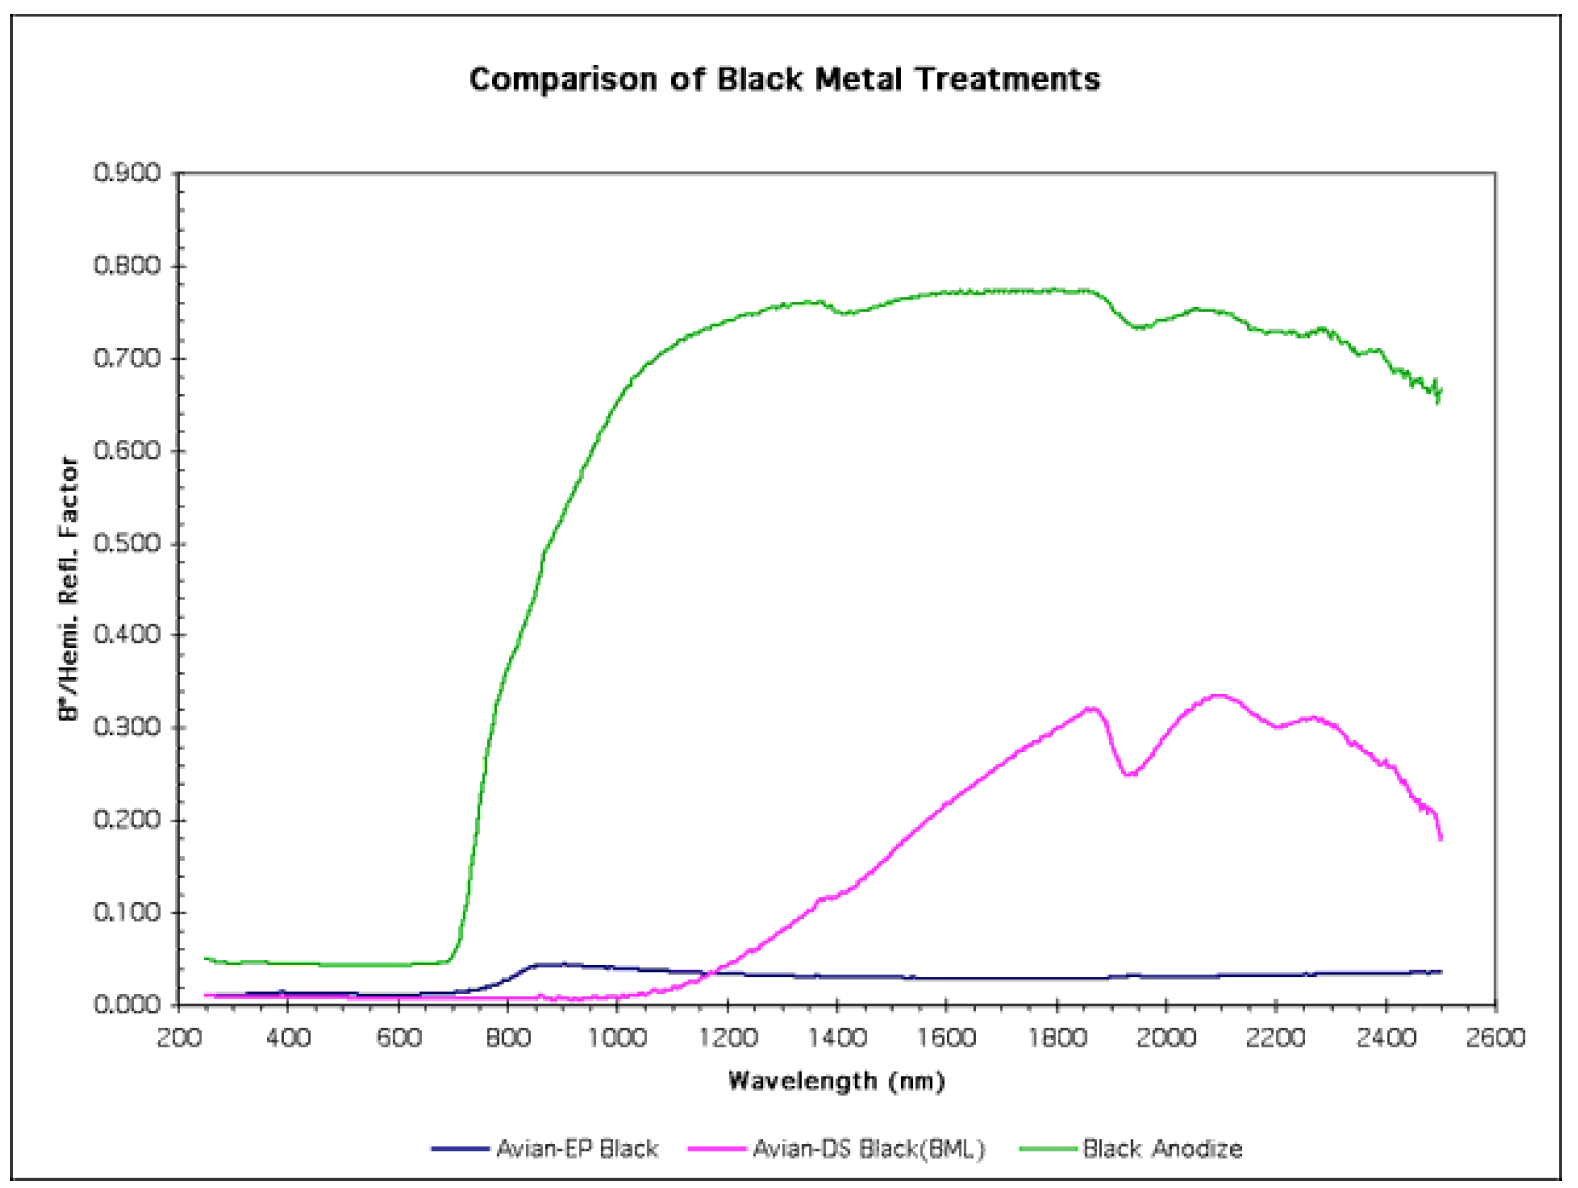 Comparison of Black Metal Treatments
0.900
0.800
0.700
0.600
0.500
0.400
0.300
0.200
0.100
0.000
8°/Hemi. Refl. Factor
200 400 600 800 1000 1200 1400 1600 1800 2000 2200 2400 2600
Wavelength (nm)
Avian-EP Black Avian-DS Black(BML) Black Anodize